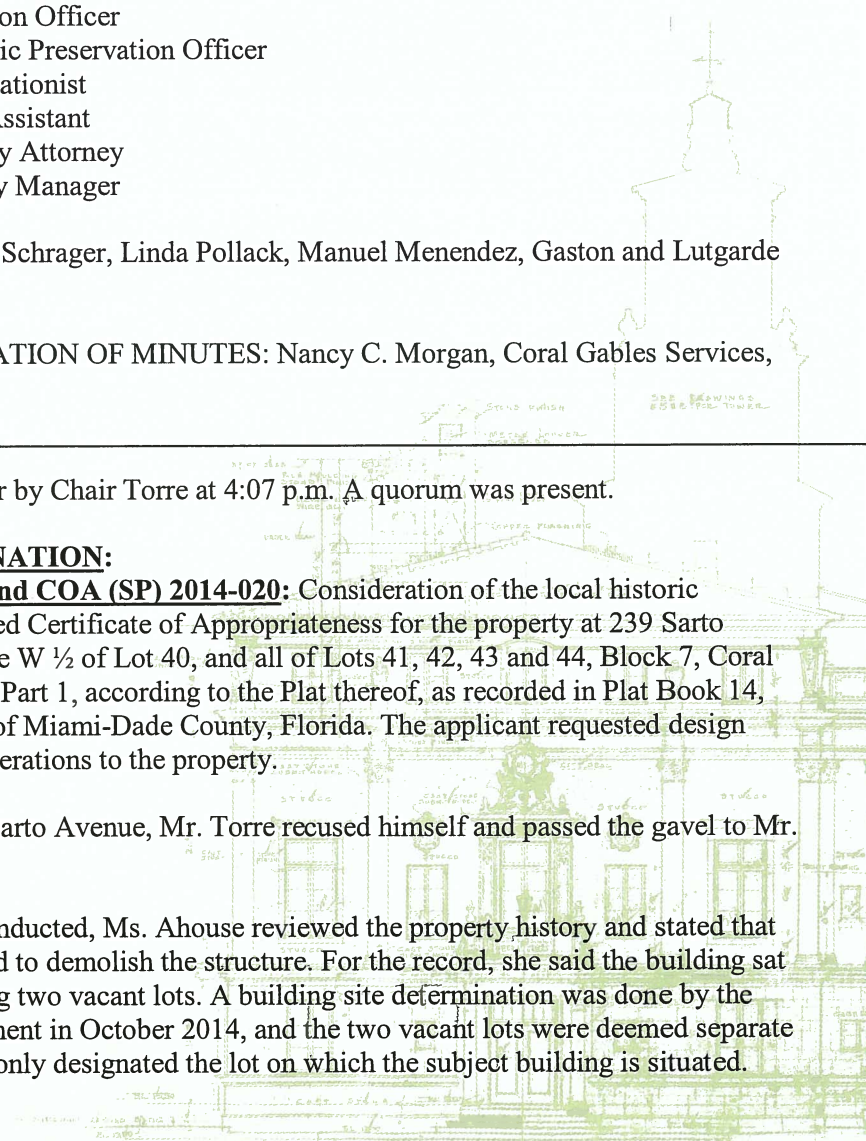 on Officer
ic Preservation Officer
ationist
Assistant
y Attorney
y Manager
Schrager, Linda Pollack, Manuel Menendez, Gaston and Lutgarde
ATION OF MINUTES: Nancy C. Morgan, Coral Gables Services,
SEE DRAWINGS
r by Chair Torre at 4:07 p.m. A quorum was present.
COPPER FLASHING
NATION:
nd COA (SP) 2014-020: Consideration of the local historic
ed Certificate of Appropriateness for the property at 239 Sarto
e W ½ of Lot 40, and all of Lots 41, 42, 43 and 44, Block 7, Coral
Part 1, according to the Plat thereof, as recorded in Plat Book 14,
of Miami-Dade County, Florida. The applicant requested design
erations to the property.
STUCCO
STUCCO
arto Avenue, Mr. Torre recused himself and passed the gavel to Mr.
nducted, Ms. Ahouse reviewed the property history and stated that
d to demolish the structure. For the record, she said the building sat
g two vacant lots. A building site determination was done by the
nent in October 2014, and the two vacant lots were deemed separate
only designated the lot on which the subject building is situated.